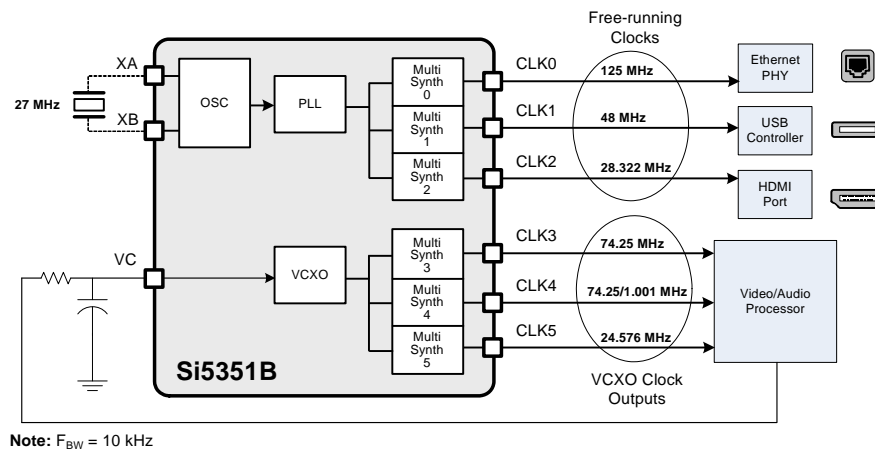 Free-running
Clocks
XA
27 MHz
XB
OSC
PLL
Multi
Synth
0
Multi
Synth
1
Multi
Synth
2
CLK0
125 MHz
CLK1
48 MHz
CLK2
28.322 MHz
Ethernet
PHY
USB
Controller
HDMI
Port
VC
VCXO
Multi
Synth
3
Multi
Synth
4
Multi
Synth
5
CLK3
74.25 MHz
CLK4
74.25/1.001 MHz
CLK5
24.576 MHz
Video/Audio
Processor
Si5351B
VCXO Clock
Outputs
Note: FBW = 10 kHz